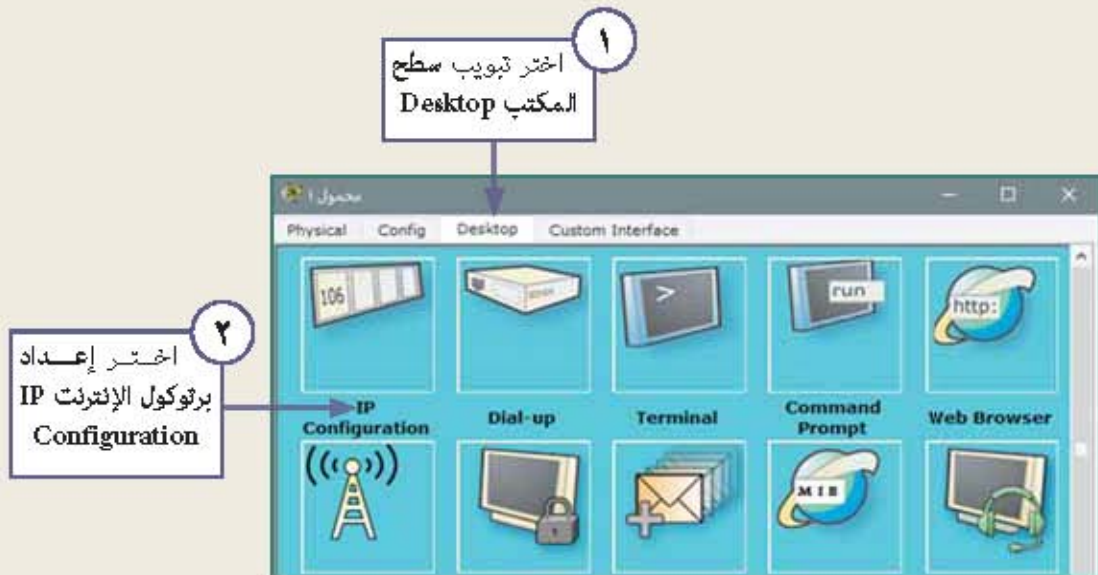 ١
اختر تبويب سطح
المكتب Desktop
محمول ١
Physical Config Desktop Custom Interface
106
>
run
http:
٢
اختر إعداد
برتوكول الإنترنت IP
Configuration
IP
Configuration
Dial-up
Terminal
Command
Prompt
Web Browser
MIB